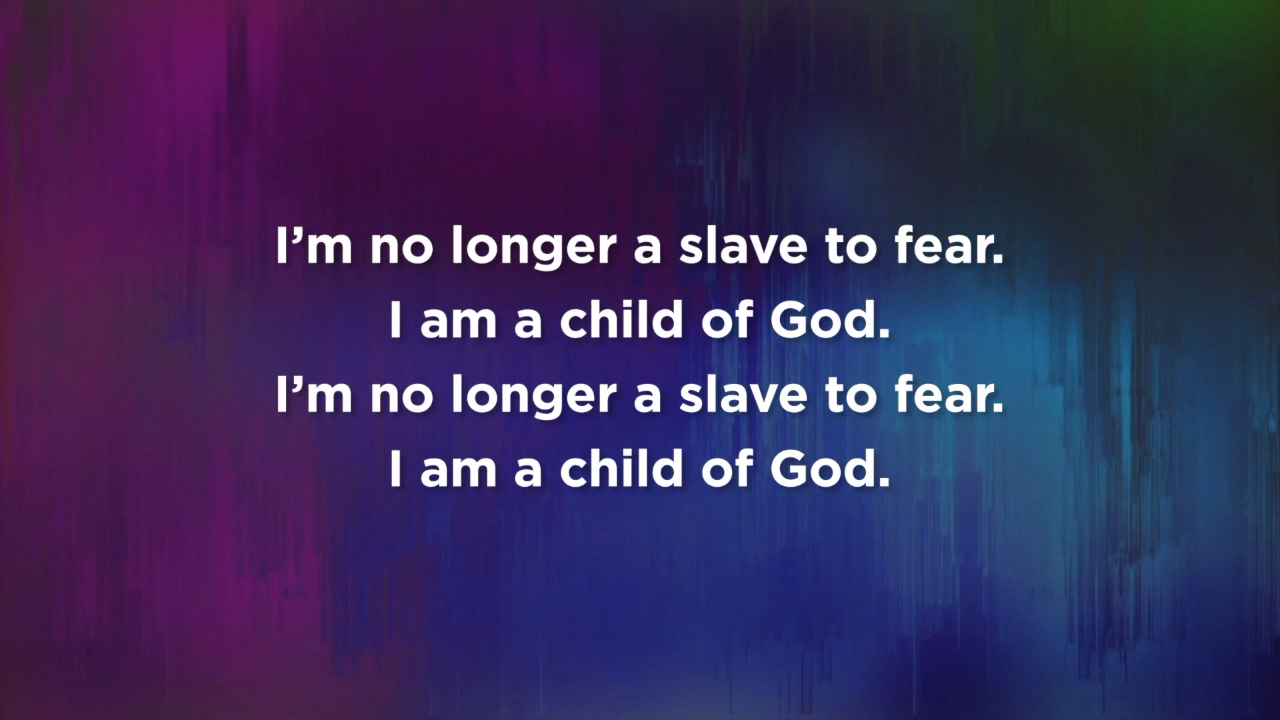 I’m no longer a slave to fear.
I am a child of God.
I’m no longer a slave to fear.
I am a child of God.